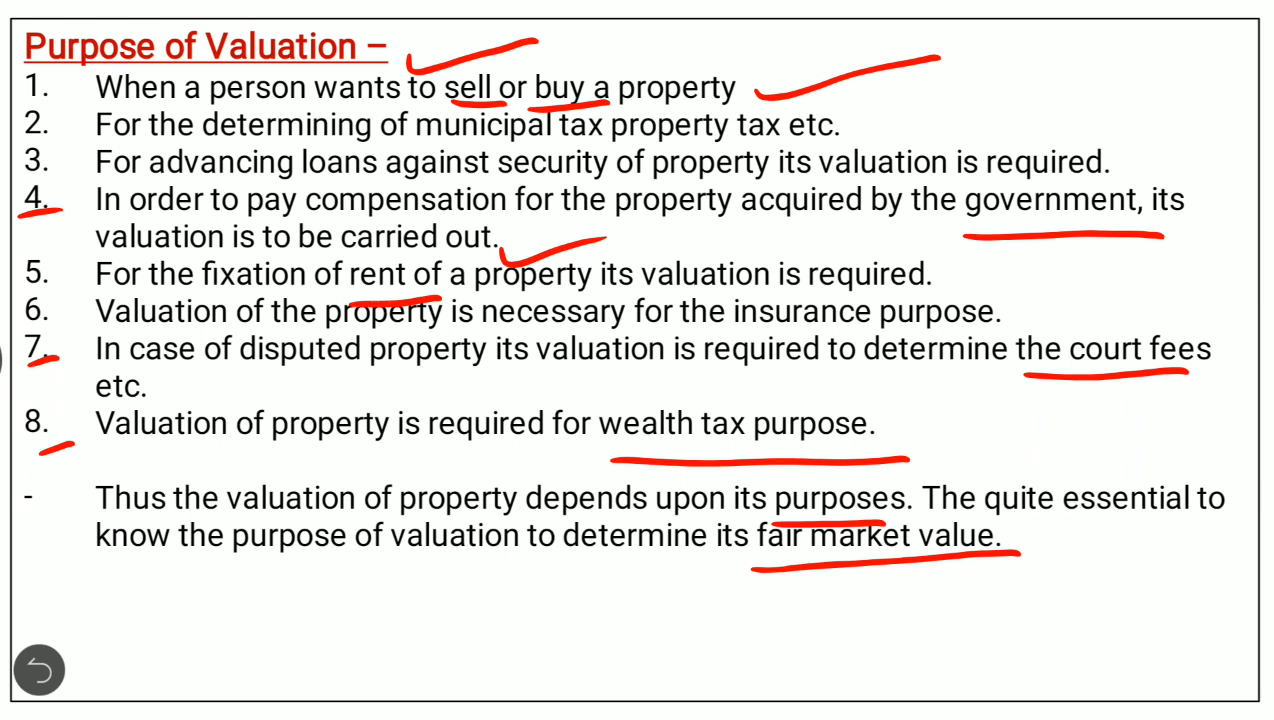 Purpose of Valuation –
1. When a person wants to sell or buy a property
2. For the determining of municipal tax property tax etc.
3. For advancing loans against security of property its valuation is required.
4. In order to pay compensation for the property acquired by the government, its
valuation is to be carried out.
5. For the fixation of rent of a property its valuation is required.
6. Valuation of the property is necessary for the insurance purpose.
7. In case of disputed property its valuation is required to determine the court fees
etc.
8. Valuation of property is required for wealth tax purpose.
- Thus the valuation of property depends upon its purposes. The quite essential to
know the purpose of valuation to determine its fair market value.